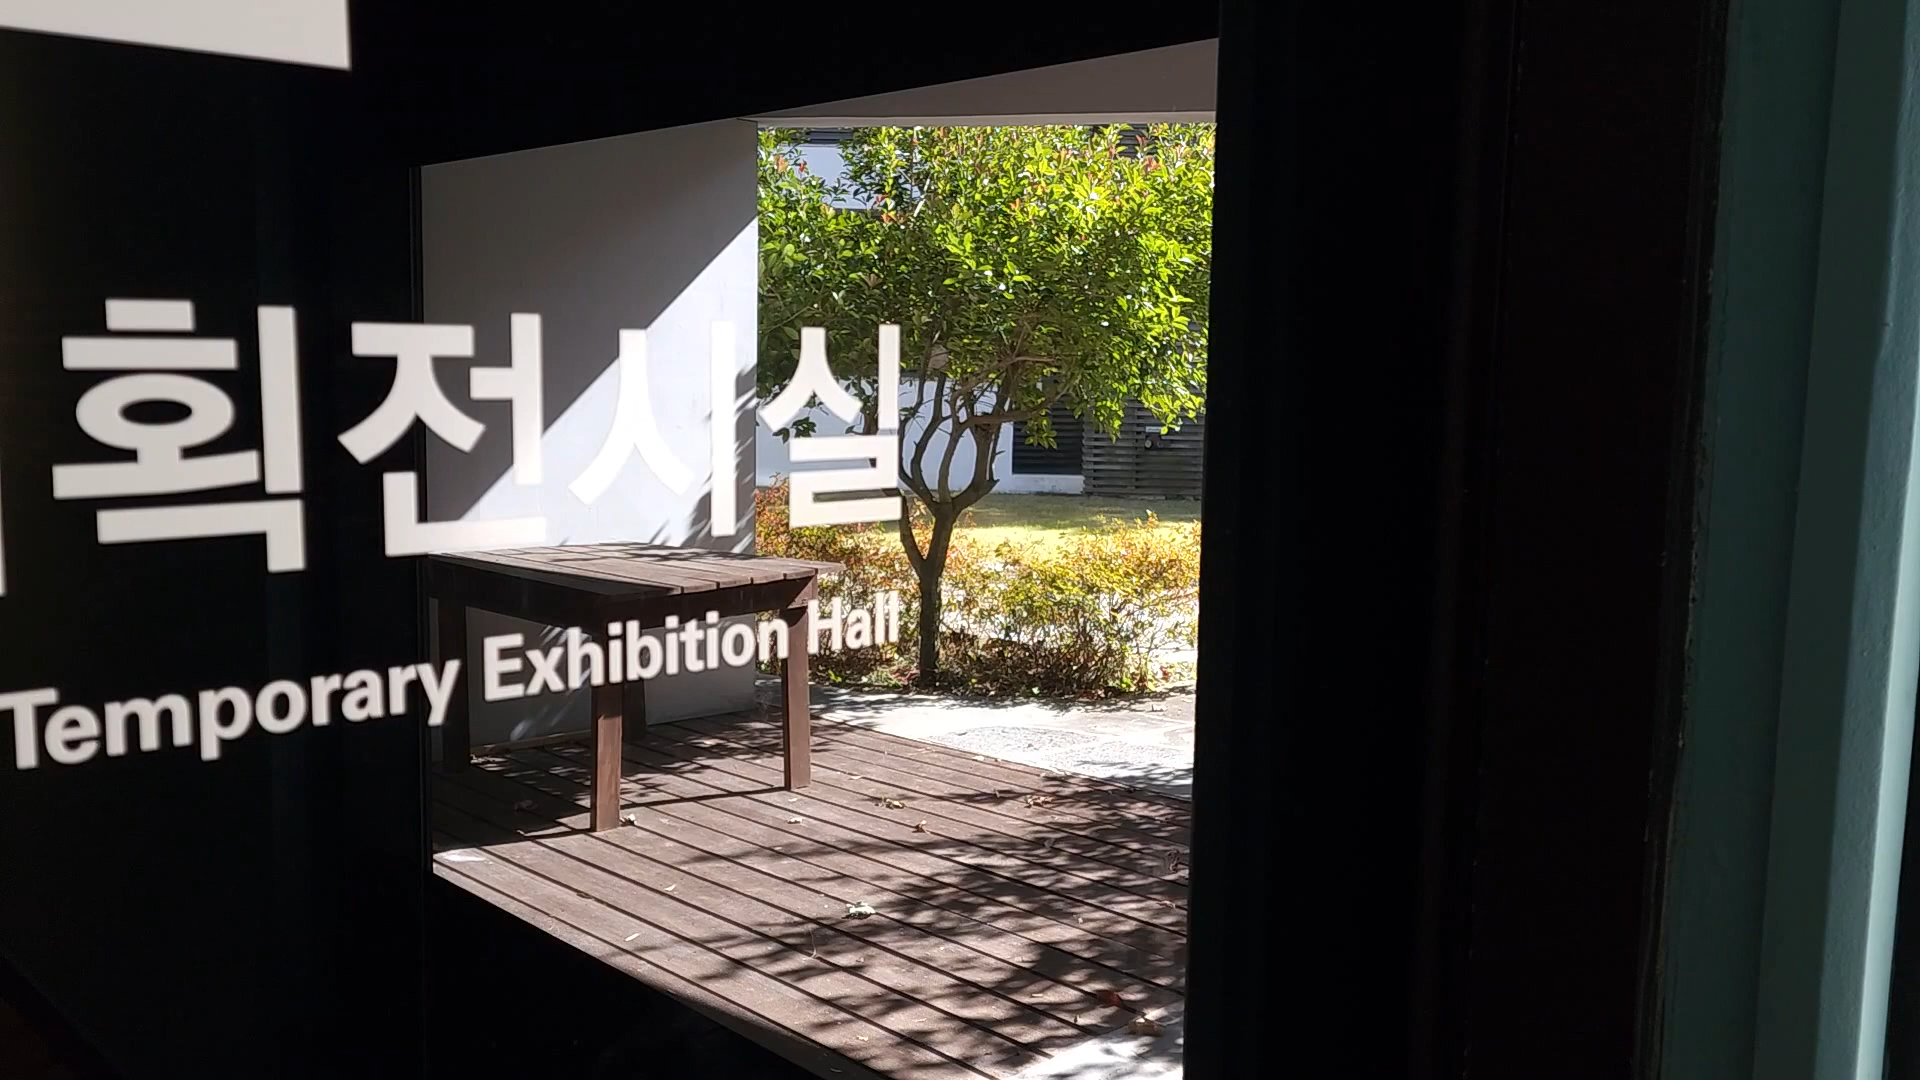 획전시실
Temporary Exhibition Hall